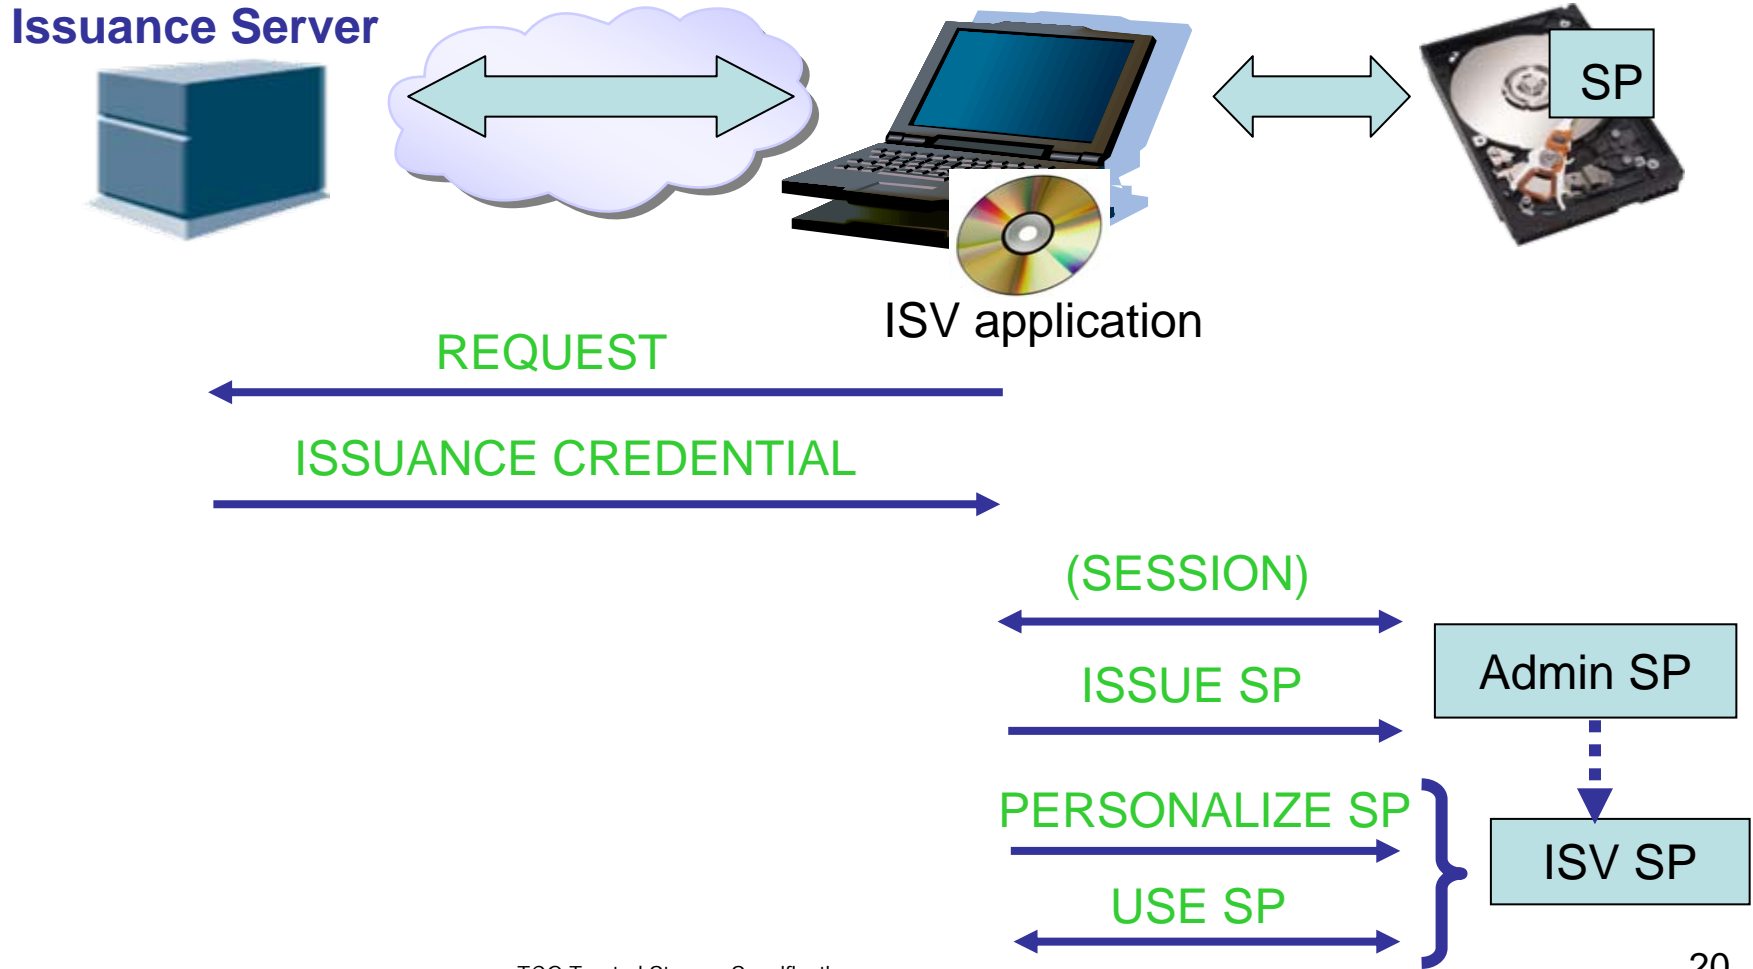 Issuance Server
SP
ISV application
REQUEST
ISSUANCE CREDENTIAL
(SESSION)
Admin SP
ISSUE SP
PERSONALIZE SP
ISV SP
USE SP
20